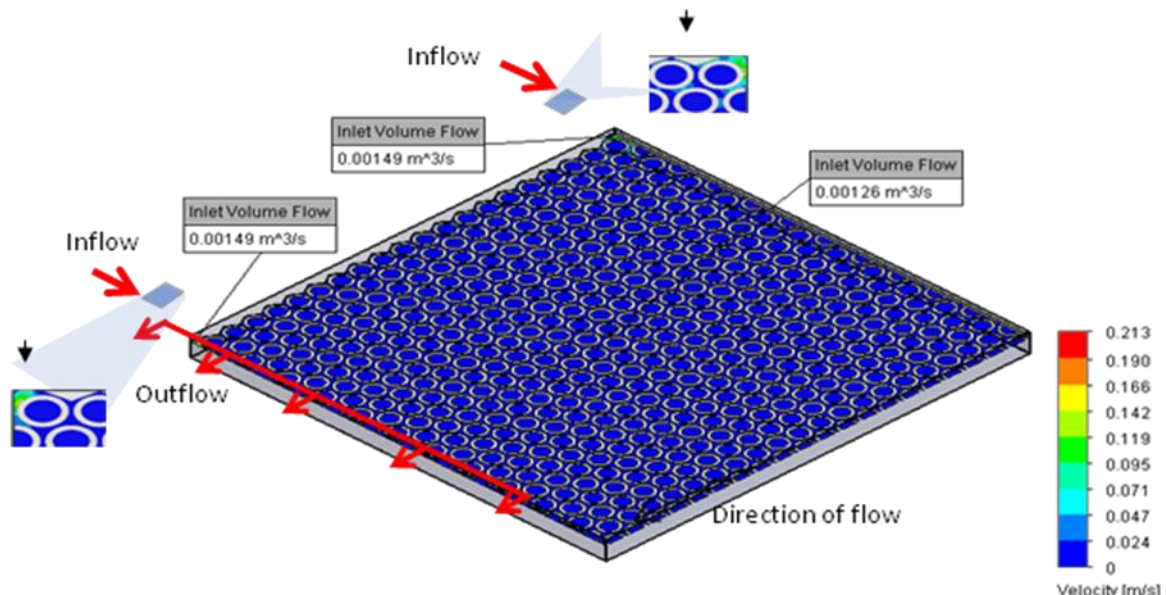 Inflow
Inlet Volume Flow
0.00149 m^3/s
Inlet Volume Flow
0.00126 m^3/s
Inlet Volume Flow
0.00149 m^3/s
Inflow
Outflow
Direction of flow
0.213
0.190
0.166
0.142
0.119
0.095
0.071
0.047
0.024
0
Velocity [m/s]